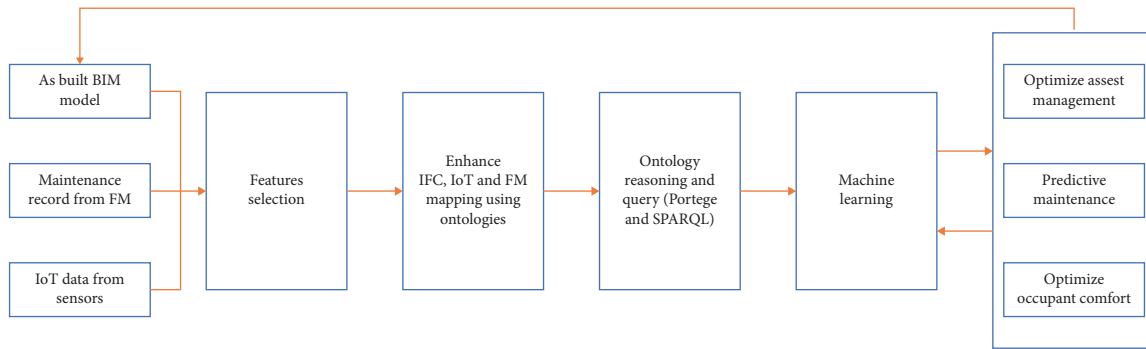 As built BIM
model
Maintenance
record from FM
IoT data from
sensors
Features
selection
Enhance
IFC, IoT and FM
mapping using
ontologies
Ontology
reasoning and
query (Portege
and SPARQL)
Machine
learning
Optimize assest
management
Predictive
maintenance
Optimize
occupant comfort